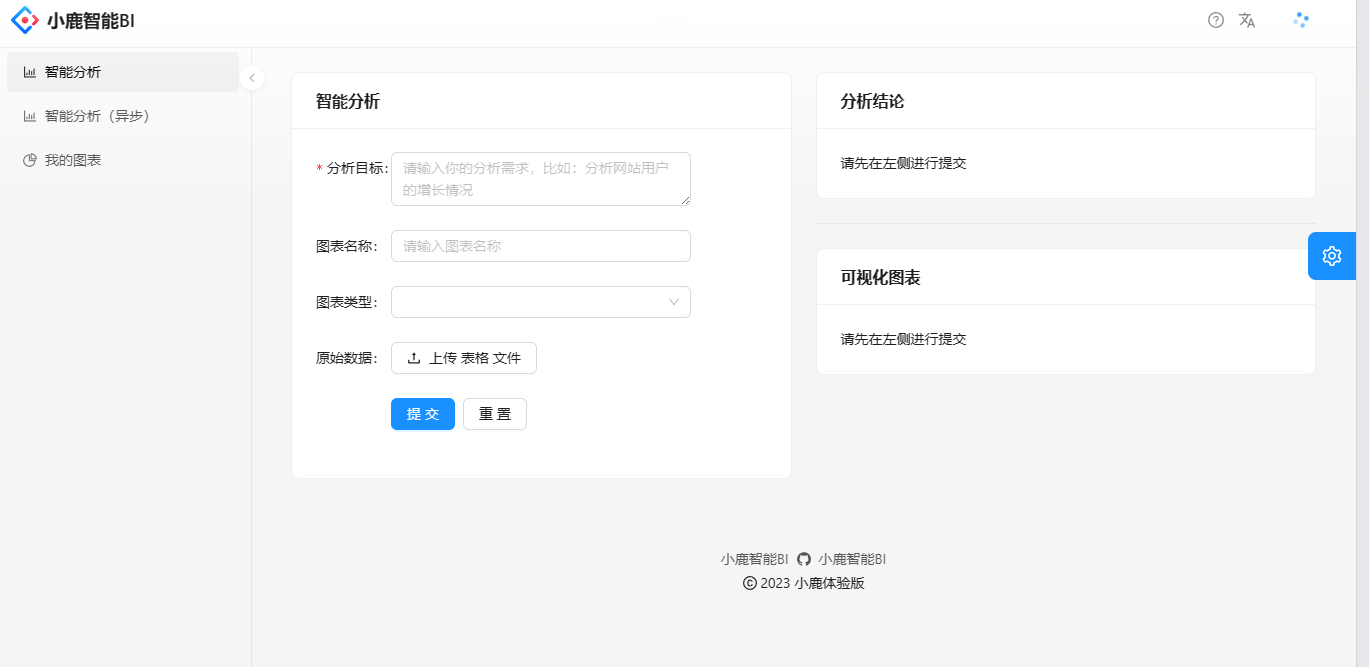 小鹿智能BI
智能分析
智能分析（异步）
我的图表
智能分析
* 分析目标:
请输入你的分析需求，比如：分析网站用户
的增长情况
图表名称:
请输入图表名称
图表类型:
原始数据:
上传 表格 文件
提 交
重 置
分析结论
请先在左侧进行提交
可视化图表
请先在左侧进行提交
小鹿智能BI 小鹿智能BI
© 2023 小鹿体验版